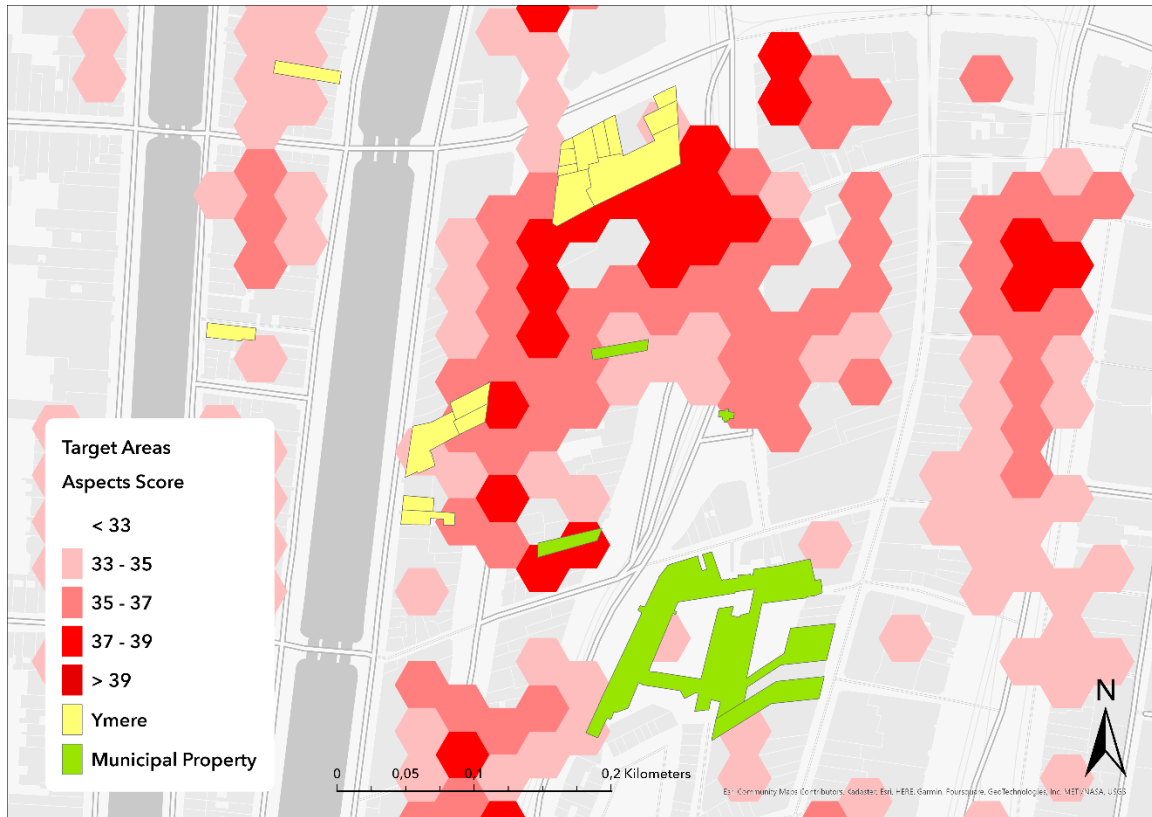 Target Areas
Aspects Score
< 33
33 - 35
35 - 37
37 - 39
> 39
Ymere
Municipal Property
N
0 0,05 0,1 0,2 Kilometers
Esri Community Maps Contributors, Kadaster, Esri, HERE, Garmin, Foursquare, GeoTechnologies, Inc, METI/NASA, USGS